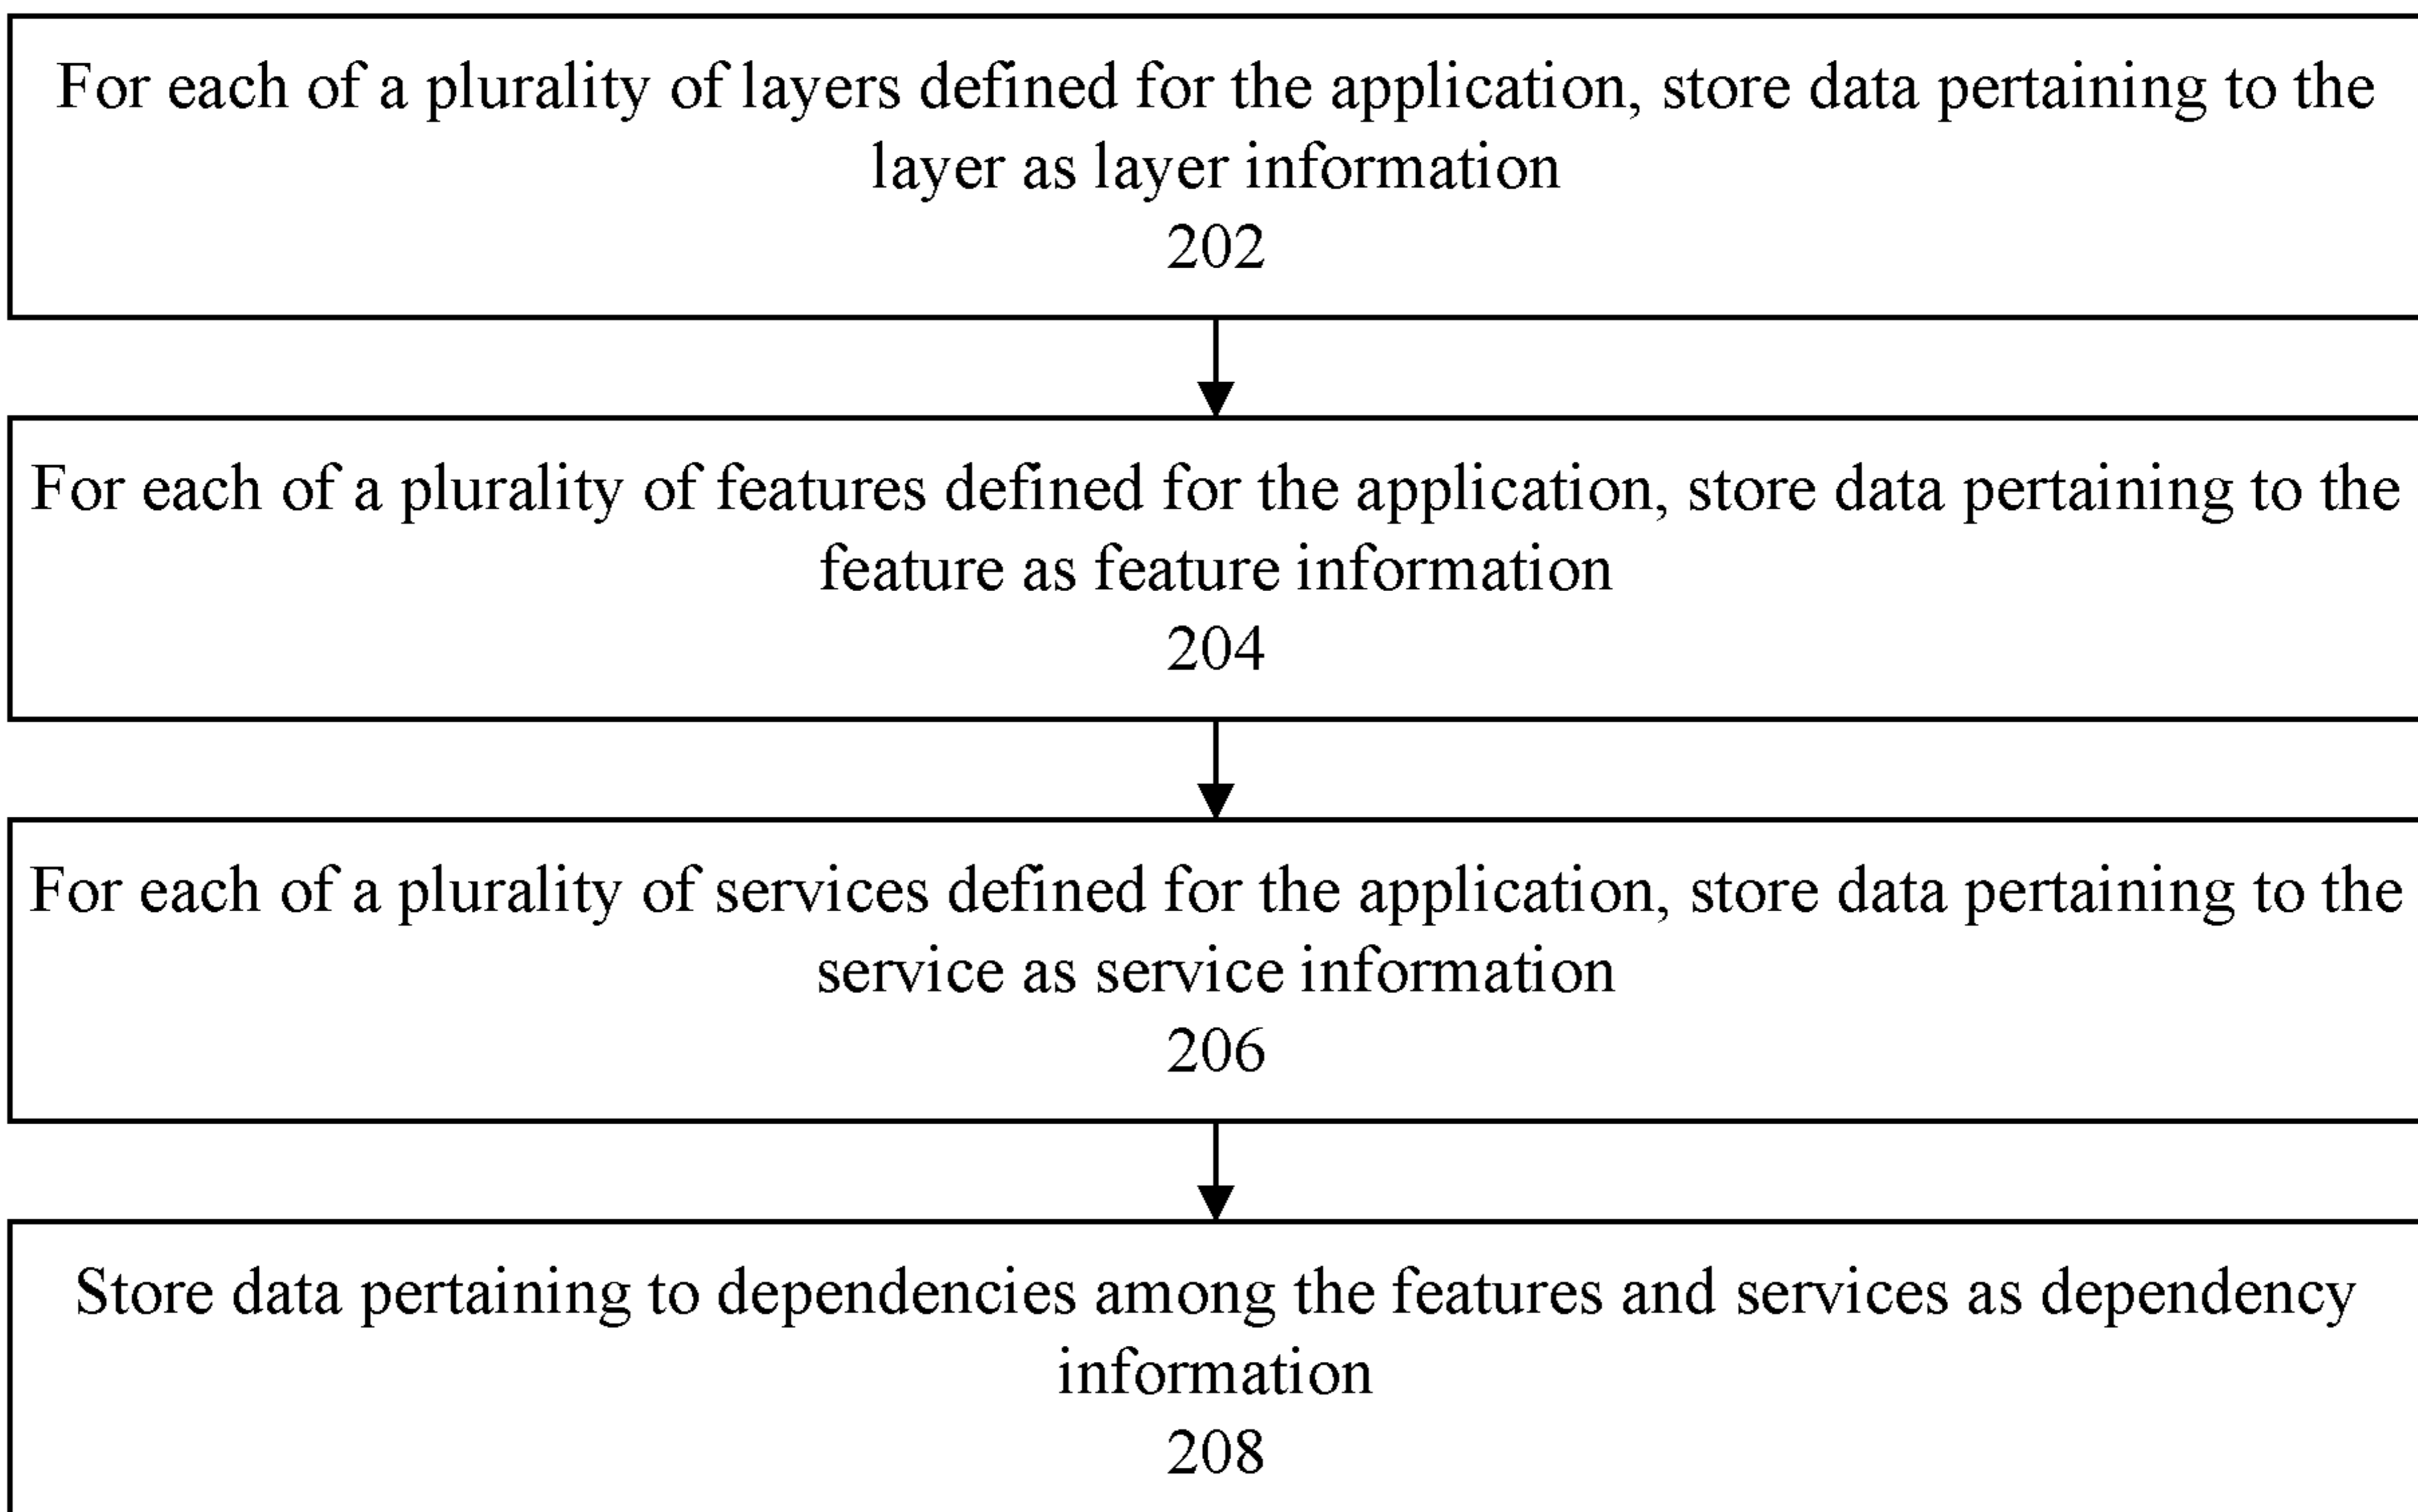 For each of a plurality of layers defined for the application, store data pertaining to the
layer as layer information
202
For each of a plurality of features defined for the application, store data pertaining to the
feature as feature information
204
For each of a plurality of services defined for the application, store data pertaining to the
service as service information
206
Store data pertaining to dependencies among the features and services as dependency
information
208